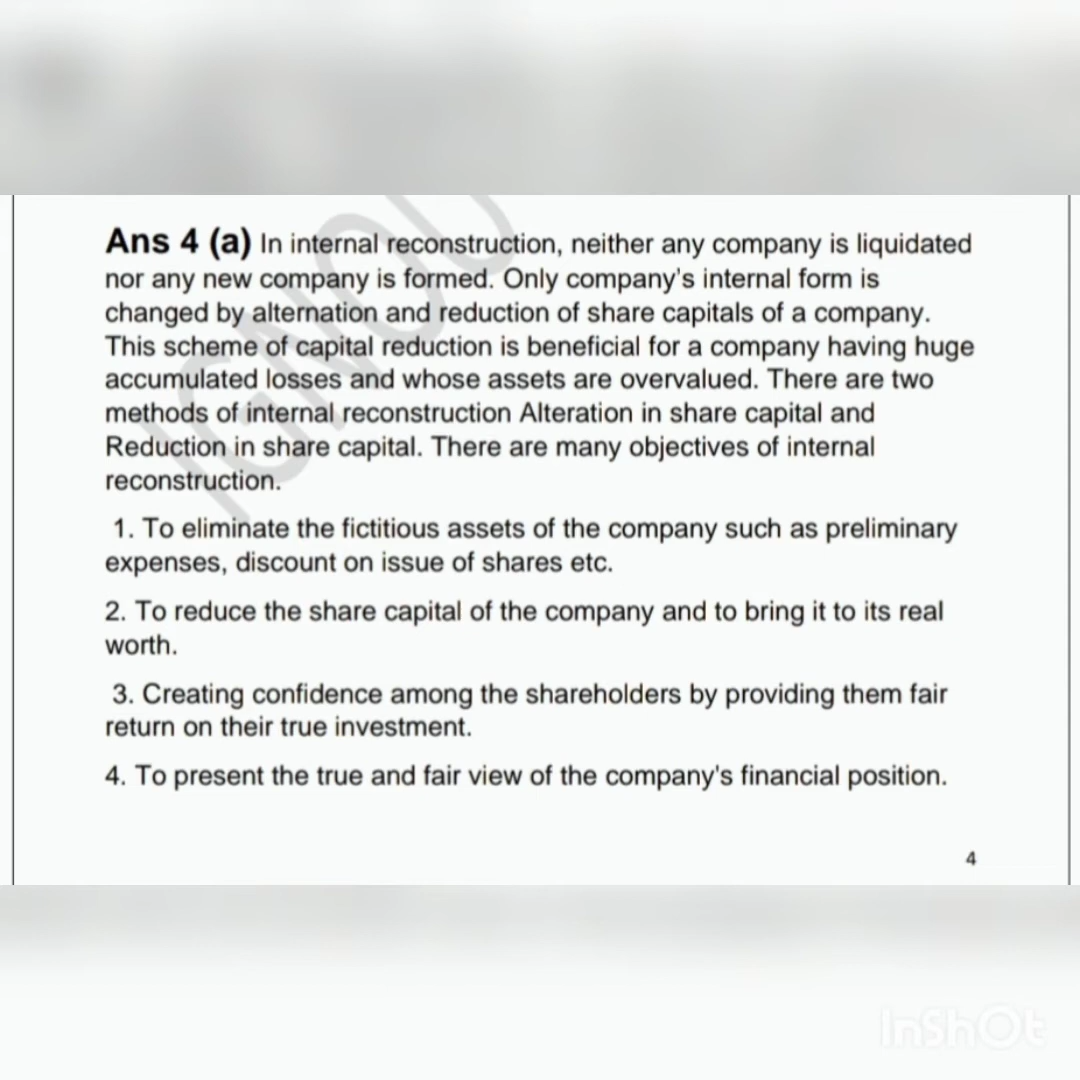 Ans 4 (a) In internal reconstruction, neither any company is liquidated
nor any new company is formed. Only company's internal form is
changed by alternation and reduction of share capitals of a company.
This scheme of capital reduction is beneficial for a company having huge
accumulated losses and whose assets are overvalued. There are two
methods of internal reconstruction Alteration in share capital and
Reduction in share capital. There are many objectives of internal
reconstruction.
1. To eliminate the fictitious assets of the company such as preliminary
expenses, discount on issue of shares etc.
2. To reduce the share capital of the company and to bring it to its real
worth.
3. Creating confidence among the shareholders by providing them fair
return on their true investment.
4. To present the true and fair view of the company's financial position.
4
IGNOU
InShOt